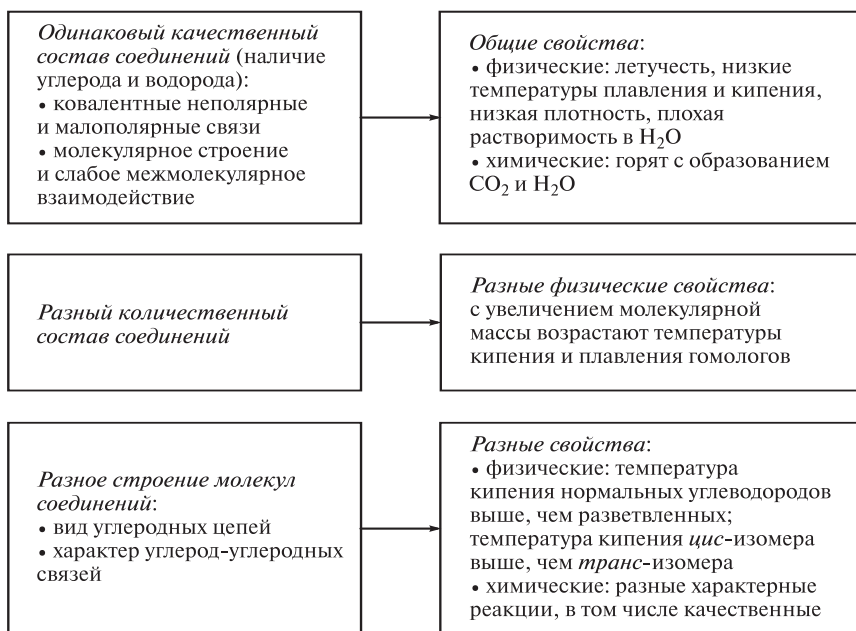 Одинаковый качественный
состав соединений (наличие
углерода и водорода):
• ковалентные неполярные
и малополярные связи
• молекулярное строение
и слабое межмолекулярное
взаимодействие
Общие свойства:
• физические: летучесть, низкие
температуры плавления и кипения,
низкая плотность, плохая
растворимость в H₂O
• химические: горят с образованием
CO₂ и H₂O
Разный количественный
состав соединений
Разные физические свойства:
с увеличением молекулярной
массы возрастают температуры
кипения и плавления гомологов
Разное строение молекул
соединений:
• вид углеродных цепей
• характер углерод-углеродных
связей
Разные свойства:
• физические: температура
кипения нормальных углеводородов
выше, чем разветвленных;
температура кипения цис-изомера
выше, чем транс-изомера
• химические: разные характерные
реакции, в том числе качественные